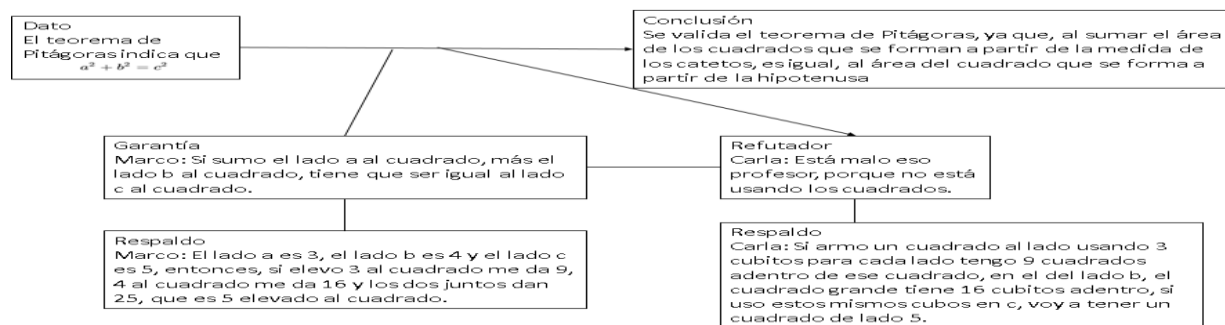 Dato
El teorema de
Pitágoras indica que
a² + b² = c²
Conclusión
Se valida el teorema de Pitágoras, ya que, al sumar el área
de los cuadrados que se forman a partir de la medida de
los catetos, es igual, al área del cuadrado que se forma a
partir de la hipotenusa
Garantía
Marco: Si sumo el lado a al cuadrado, más el
lado b al cuadrado, tiene que ser igual al lado
c al cuadrado.
Refutador
Carla: Está malo eso
profesor, porque no está
usando los cuadrados.
Respaldo
Marco: El lado a es 3, el lado b es 4 y el lado c
es 5, entonces, si elevo 3 al cuadrado me da 9,
4 al cuadrado me da 16 y los dos juntos dan
25, que es 5 elevado al cuadrado.
Respaldo
Carla: Si armo un cuadrado al lado usando 3
cubitos para cada lado tengo 9 cuadrados
adentro de ese cuadrado, en el del lado b, el
cuadrado grande tiene 16 cubitos adentro, si
uso estos mismos cubos en c, voy a tener un
cuadrado de lado 5.